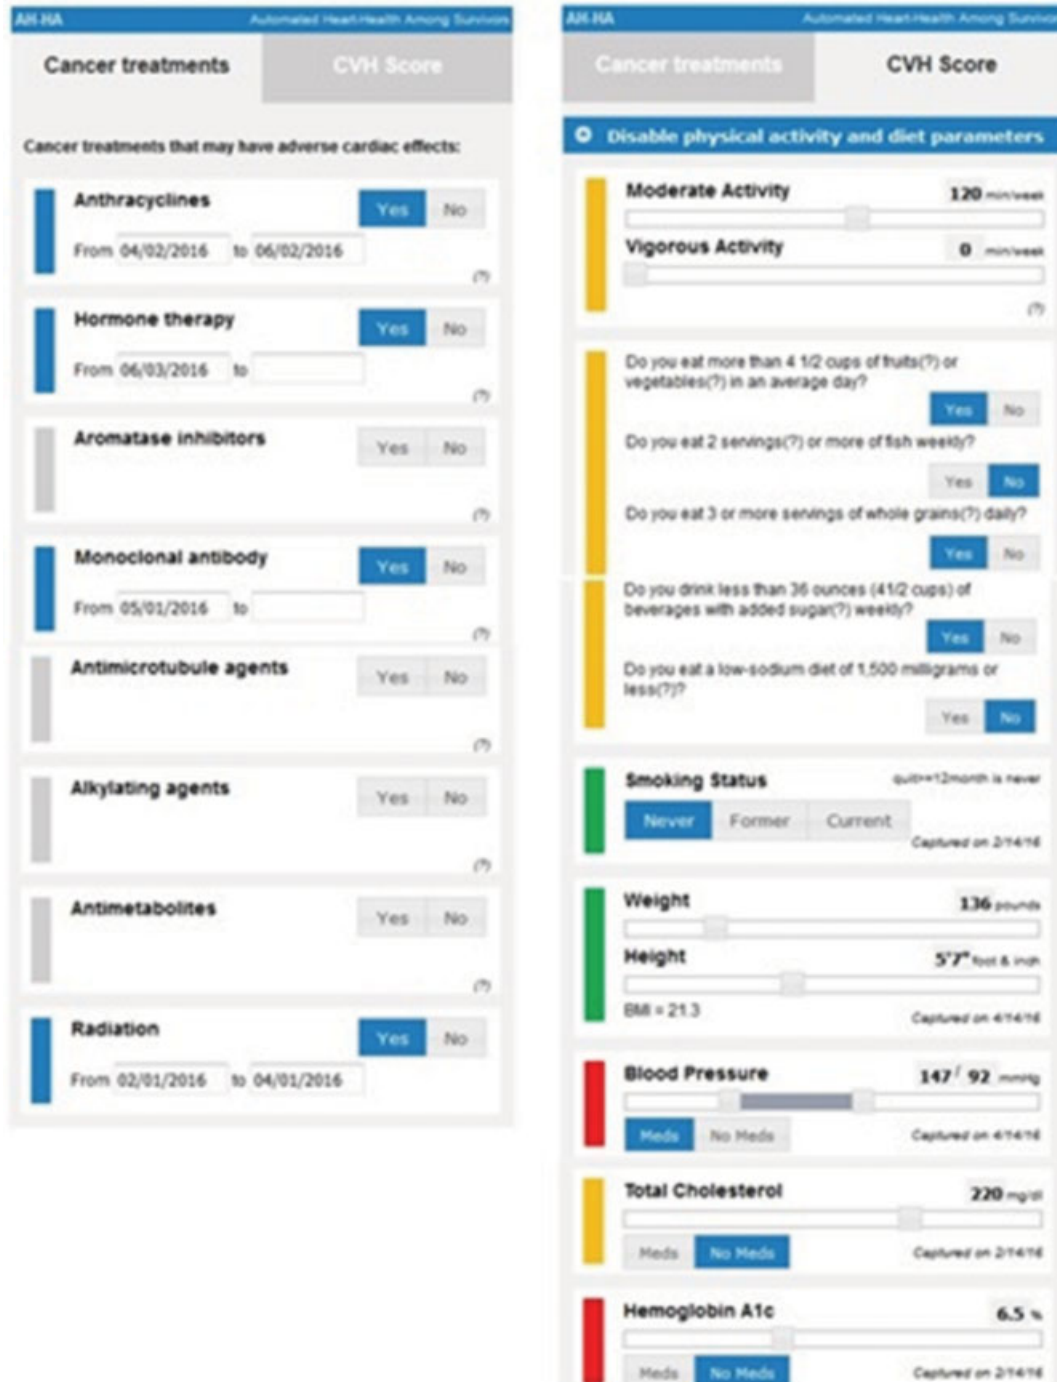 AH-HA Automated Heart-Health Among Survivors
Cancer treatments CVH Score
Cancer treatments that may have adverse cardiac effects:
Anthracyclines Yes No
From 04/02/2016 to 06/02/2016
(?)
Hormone therapy Yes No
From 06/03/2016 to
(?)
Aromatase inhibitors Yes No
(?)
Monoclonal antibody Yes No
From 05/01/2016 to
(?)
Antimicrotubule agents Yes No
(?)
Alkylating agents Yes No
(?)
Antimetabolites Yes No
(?)
Radiation Yes No
From 02/01/2016 to 04/01/2016
AH-HA Automated Heart-Health Among Survivo
Cancer treatments CVH Score
Disable physical activity and diet parameters
Moderate Activity 120 min/week
Vigorous Activity 0 min/week
(?)
Do you eat more than 4 1/2 cups of fruits(?) or
vegetables(?) in an average day?
Yes No
Do you eat 2 servings(?) or more of fish weekly?
Yes No
Do you eat 3 or more servings of whole grains(?) daily?
Yes No
Do you drink less than 36 ounces (41/2 cups) of
beverages with added sugar(?) weekly?
Yes No
Do you eat a low-sodium diet of 1,500 milligrams or
less(?)?
Yes No
Smoking Status quit>=12month is never
Never Former Current
Captured on 2/14/16
Weight 136 pounds
Height 5'7" foot & inch
BMI = 21.3 Captured on 4/14/16
Blood Pressure 147 / 92 mmHg
Meds No Meds Captured on 4/14/16
Total Cholesterol 220 mg/dl
Meds No Meds Captured on 2/14/16
Hemoglobin A1c 6.5 %
Meds No Meds Captured on 2/14/16